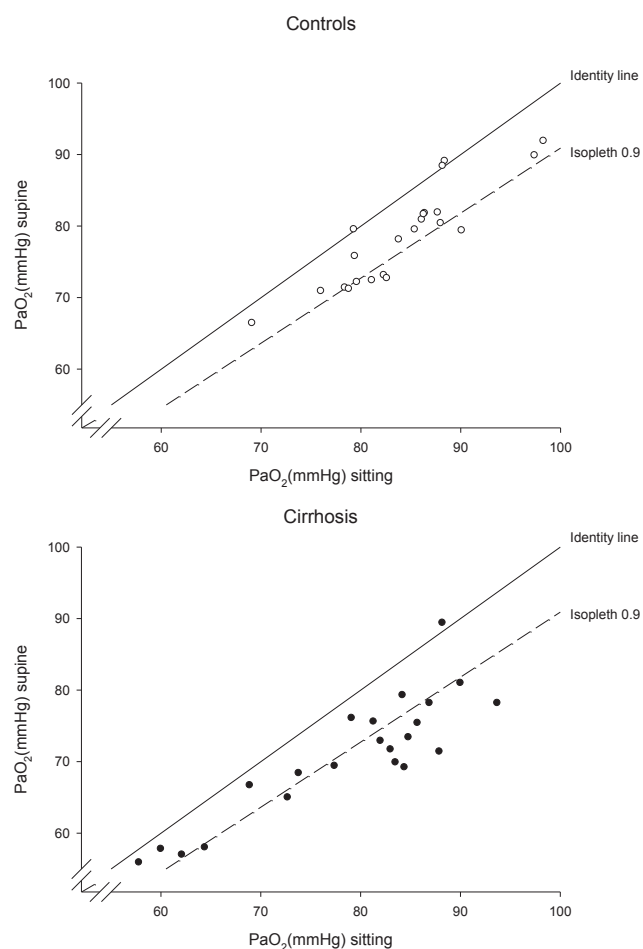 Controls
Identity line
Isopleth 0.9
PaO₂(mmHg) supine
100
90
80
70
60
60 70 80 90 100
PaO₂(mmHg) sitting
Cirrhosis
Identity line
Isopleth 0.9
PaO₂(mmHg) supine
100
90
80
70
60
60 70 80 90 100
PaO₂(mmHg) sitting